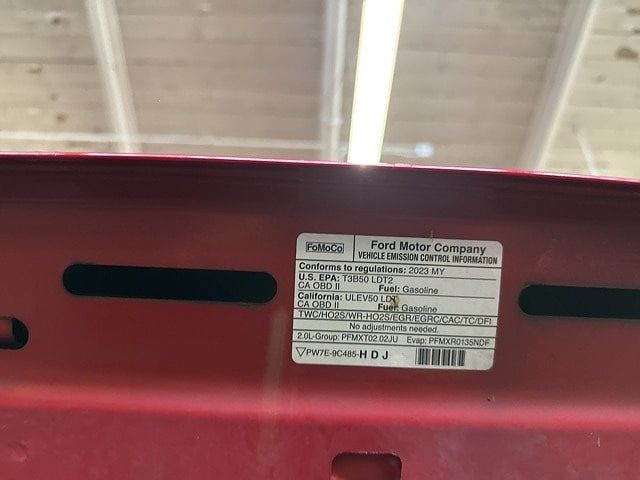 FoMoCo
Ford Motor Company
VEHICLE EMISSION CONTROL INFORMATION
Conforms to regulations: 2023 MY
U.S. EPA: T3B50 LDT2
CA OBD II Fuel: Gasoline
California: ULEV50 LDT
CA OBD II Fuel: Gasoline
TWC/HO2S/WR-HO2S/EGR/EGRC/CAC/TC/DFI
No adjustments needed.
2.0L-Group: PFMXT02.02JU Evap: PFMXR0135NDF
▽PW7E-9C485-HDJ